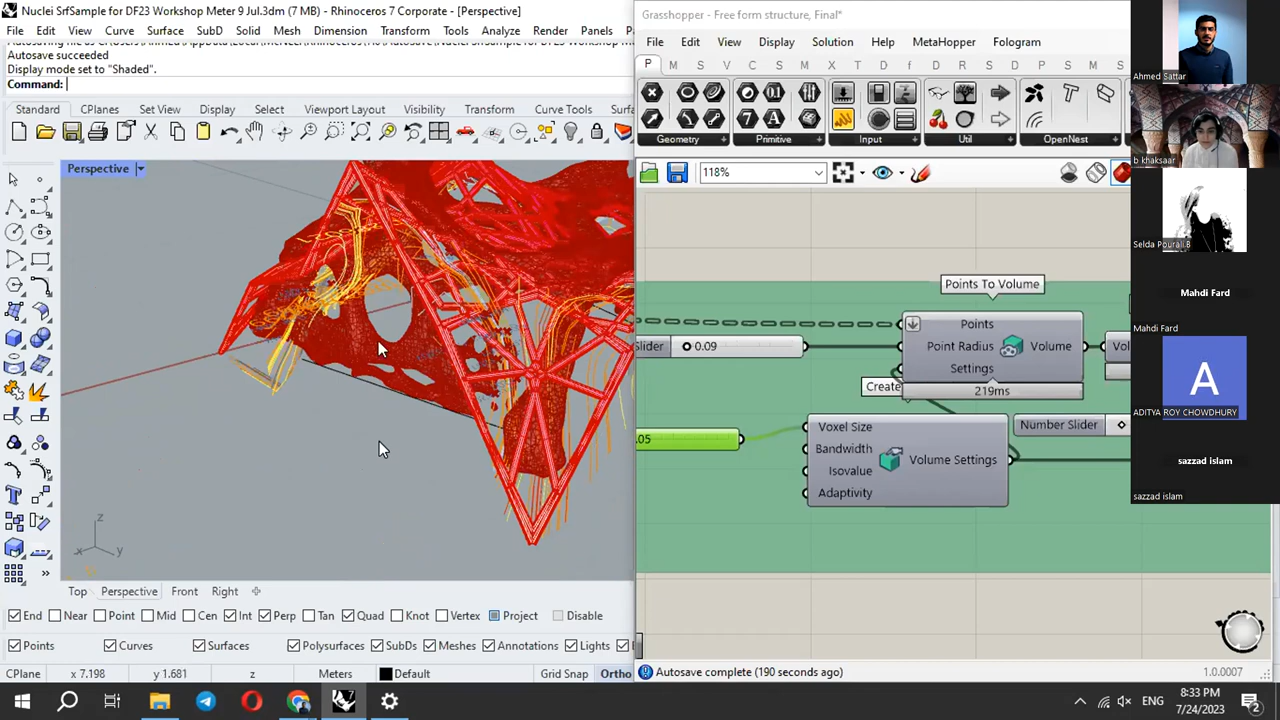 Nuclei SrfSample for DF23 Workshop Meter 9 Jul.3dm (7 MB) - Rhinoceros 7 Corporate - [Perspective]
File Edit View Curve Surface SubD Solid Mesh Dimension Transform Tools Analyze Render Panels
Autosave succeeded
Display mode set to "Shaded".
Command:
Standard CPlanes Set View Display Select Viewport Layout Visibility Transform Curve Tools
Perspective
z
x y
Top Perspective Front Right
End Near Point Mid Cen Int Perp Tan Quad Knot Vertex Project Disable
Points Curves Surfaces Polysurfaces SubDs Meshes Annotations Lights
CPlane x 7.198 y 1.681 z Meters Default Grid Snap Ortho
Grasshopper - Free form structure, Final*
File Edit View Display Solution Help MetaHopper Fologram
P M S V C S M S X T D F D R D P M S
Geometry Primitive Input Util OpenNest
118%
Points To Volume
Points
Slider 0.09 Point Radius Volume Vol
Settings
Create 219ms
.05 Voxel Size Number Slider
Bandwidth
Isovalue Volume Settings
Adaptivity
Autosave complete (190 seconds ago) 1.0.0007
Ahmed Sattar
b khaksaar
Selda Pourali.B
Mahdi Fard
Mahdi Fard
A
ADITYA ROY CHOWDHURY
sazzad islam
sazzad islam
ENG 8:33 PM
7/24/2023 2